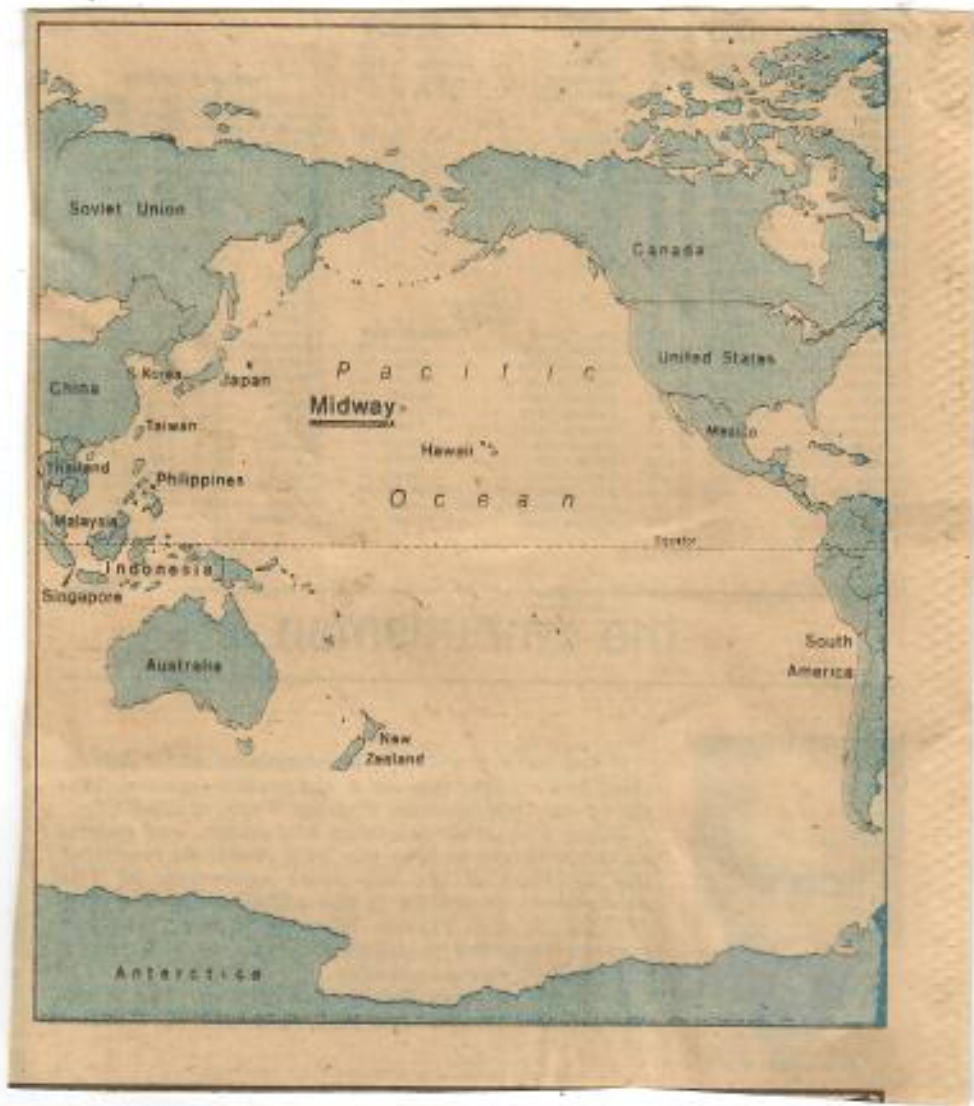 Soviet Union
Canada
United States
Pacific
S. Korea
Japan
China
Midway
Taiwan
Mexico
Hawaii
Thailand
Philippines
Ocean
Malaysia
Equator
Indonesia
Singapore
South
America
Australia
New
Zealand
Antarctica